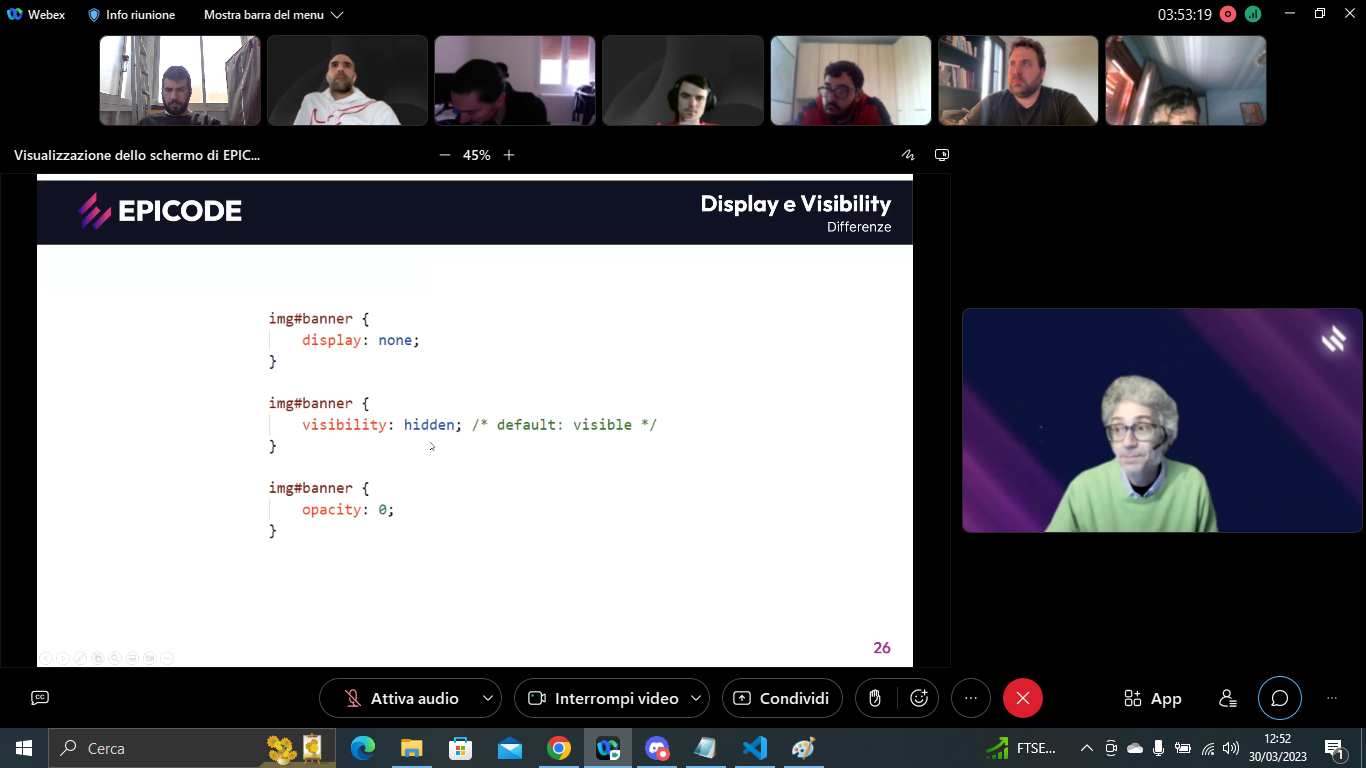 Webex
Info riunione
Mostra barra del menu
03:53:19
Visualizzazione dello schermo di EPIC...
45%
EPICODE
Display e Visibility
Differenze
img#banner {
display: none;
}
img#banner {
visibility: hidden; /* default: visible */
}
img#banner {
opacity: 0;
}
26
CC
Attiva audio
Interrompi video
Condividi
App
Cerca
FTSE...
12:52
30/03/2023
1